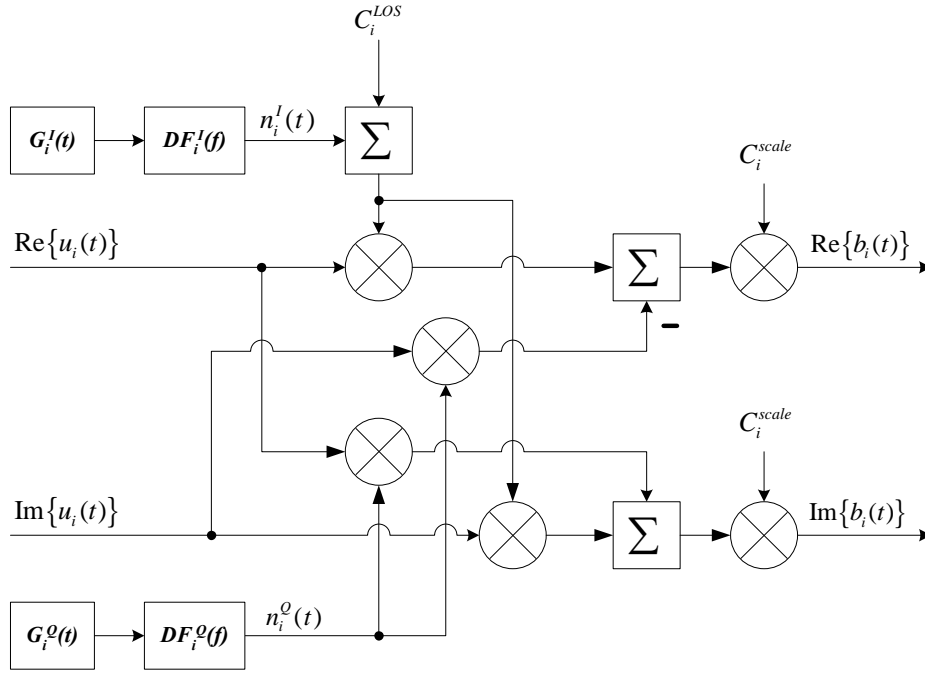 C_i^{LOS}
G_i^I(t)
DF_i^I(f)
n_i^I(t)
Σ
C_i^{scale}
Re{u_i(t)}
Σ
Re{b_i(t)}
−
C_i^{scale}
Im{u_i(t)}
Σ
Im{b_i(t)}
G_i^Q(t)
DF_i^Q(f)
n_i^Q(t)